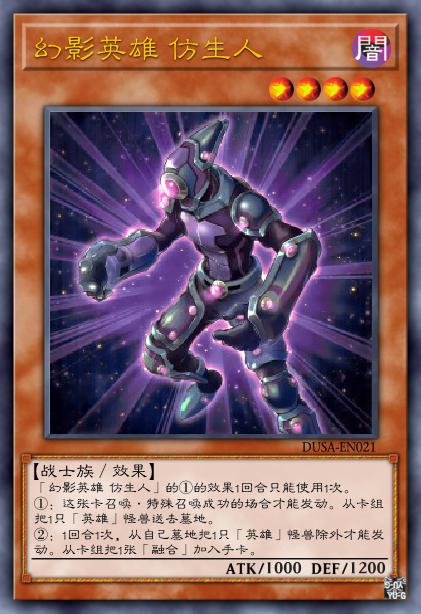 幻影英雄 仿生人
闇
DUSA-EN021
【战士族／效果】
「幻影英雄 仿生人」的①的效果1回合只能使用1次。
①：这张卡召唤·特殊召唤成功的场合才能发动。从卡组
把1只「英雄」怪兽送去墓地。
②：1回合1次，从自己墓地把1只「英雄」怪兽除外才能发
动。从卡组把1张「融合」加入手卡。
ATK/1000 DEF/1200